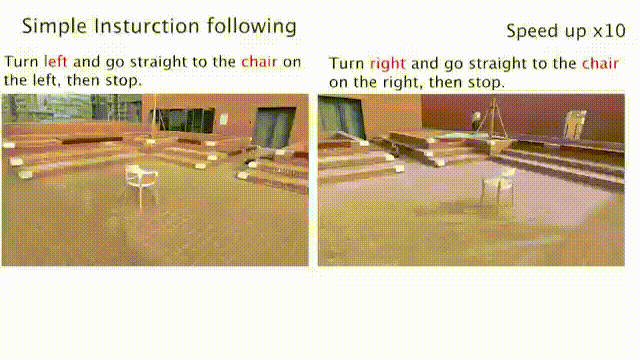 Simple Insturction following
Speed up x10
Turn left and go straight to the chair on
the left, then stop.
Turn right and go straight to the chair
on the right, then stop.